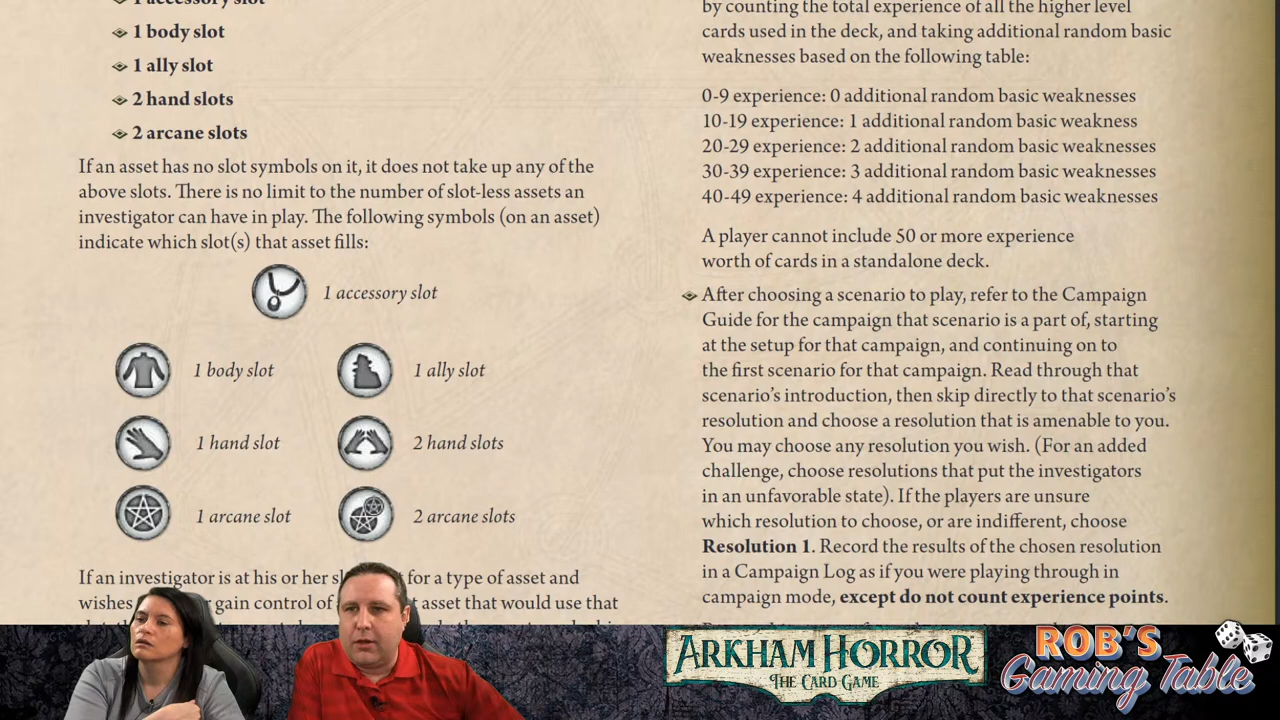 1 accessory slot
1 body slot
1 ally slot
2 hand slots
2 arcane slots
If an asset has no slot symbols on it, it does not take up any of the
above slots. There is no limit to the number of slot-less assets an
investigator can have in play. The following symbols (on an asset)
indicate which slot(s) that asset fills:
1 accessory slot
1 body slot
1 ally slot
1 hand slot
2 hand slots
1 arcane slot
2 arcane slots
If an investigator is at his or her for a type of asset and
wishes gain control of asset that would use that
by counting the total experience of all the higher level
cards used in the deck, and taking additional random basic
weaknesses based on the following table:
0-9 experience: 0 additional random basic weaknesses
10-19 experience: 1 additional random basic weakness
20-29 experience: 2 additional random basic weaknesses
30-39 experience: 3 additional random basic weaknesses
40-49 experience: 4 additional random basic weaknesses
A player cannot include 50 or more experience
worth of cards in a standalone deck.
After choosing a scenario to play, refer to the Campaign
Guide for the campaign that scenario is a part of, starting
at the setup for that campaign, and continuing on to
the first scenario for that campaign. Read through that
scenario's introduction, then skip directly to that scenario's
resolution and choose a resolution that is amenable to you.
You may choose any resolution you wish. (For an added
challenge, choose resolutions that put the investigators
in an unfavorable state). If the players are unsure
which resolution to choose, or are indifferent, choose
Resolution 1. Record the results of the chosen resolution
in a Campaign Log as if you were playing through in
campaign mode, except do not count experience points.
ARKHAM HORROR
THE CARD GAME
ROB'S
Gaming Table